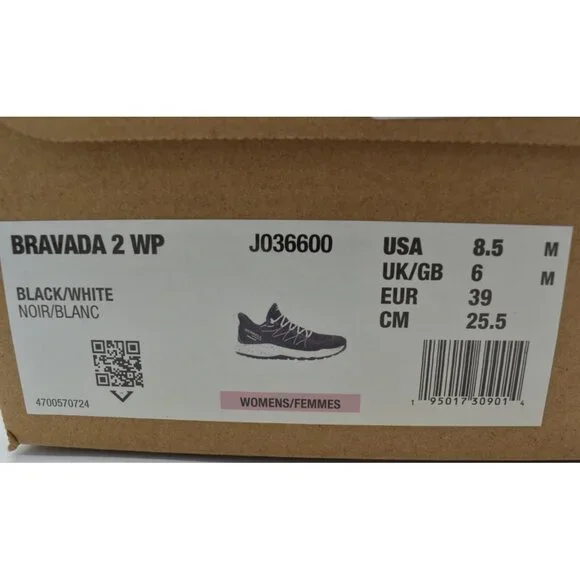 BRAVADA 2 WP
J036600
BLACK/WHITE
NOIR/BLANC
4700570724
WOMENS/FEMMES
USA 8.5 M
UK/GB 6 M
EUR 39
CM 25.5
1 95017 30901 4